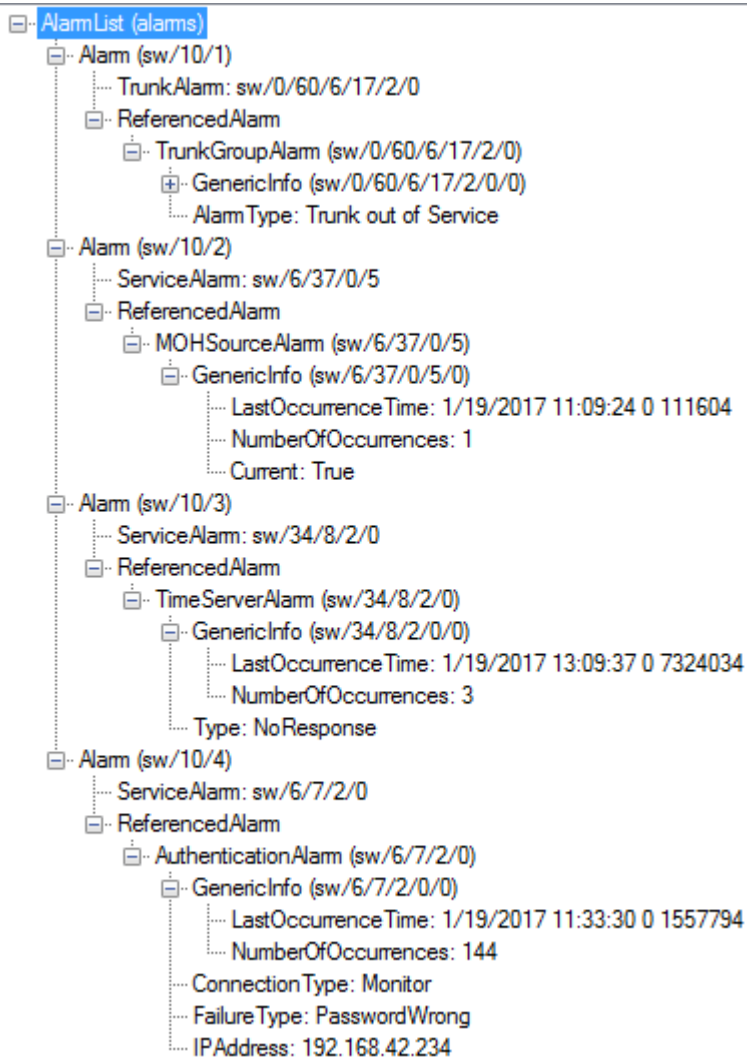 AlarmList (alarms)
Alarm (sw/10/1)
TrunkAlarm: sw/0/60/6/17/2/0
ReferencedAlarm
TrunkGroupAlarm (sw/0/60/6/17/2/0)
GenericInfo (sw/0/60/6/17/2/0/0)
AlarmType: Trunk out of Service
Alarm (sw/10/2)
ServiceAlarm: sw/6/37/0/5
ReferencedAlarm
MOHSourceAlarm (sw/6/37/0/5)
GenericInfo (sw/6/37/0/5/0)
LastOccurrenceTime: 1/19/2017 11:09:24 0 111604
NumberOfOccurrences: 1
Current: True
Alarm (sw/10/3)
ServiceAlarm: sw/34/8/2/0
ReferencedAlarm
TimeServerAlarm (sw/34/8/2/0)
GenericInfo (sw/34/8/2/0/0)
LastOccurrenceTime: 1/19/2017 13:09:37 0 7324034
NumberOfOccurrences: 3
Type: NoResponse
Alarm (sw/10/4)
ServiceAlarm: sw/6/7/2/0
ReferencedAlarm
AuthenticationAlarm (sw/6/7/2/0)
GenericInfo (sw/6/7/2/0/0)
LastOccurrenceTime: 1/19/2017 11:33:30 0 1557794
NumberOfOccurrences: 144
ConnectionType: Monitor
FailureType: PasswordWrong
IPAddress: 192.168.42.234